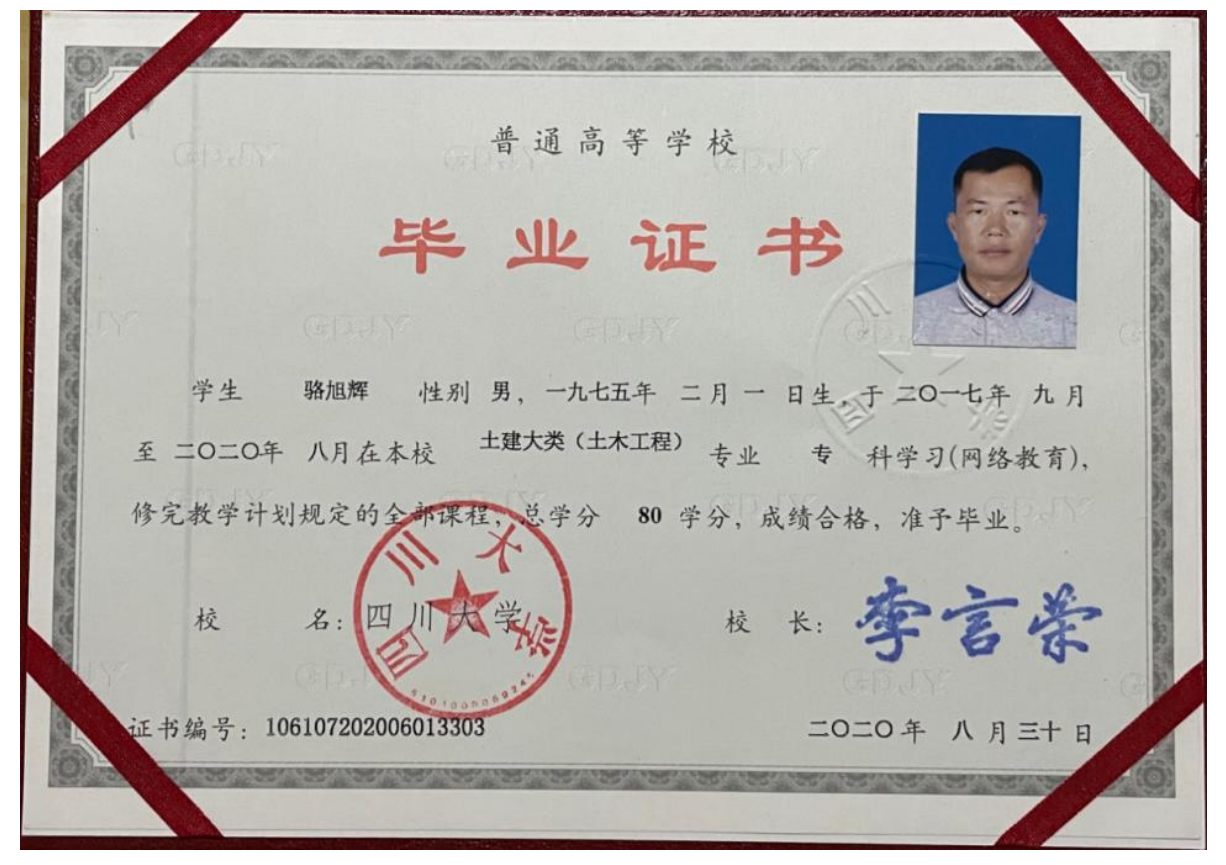 普通高等学校
毕业证书
学生 骆旭辉 性别 男，一九七五年 二月 一 日生，于 二〇一七年 九月
至 二〇二〇年 八月在本校 土建大类（土木工程） 专业 专 科学习(网络教育)，
修完教学计划规定的全部课程，总学分 80 学分，成绩合格，准予毕业。
校 名：四川大学
四川大学
校 长：李言荣
证书编号：106107202006013303
二〇二〇年 八月三十日